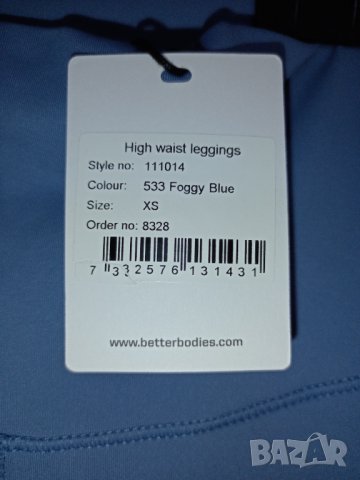 High waist leggings
Style no: 111014
Colour: 533 Foggy Blue
Size: XS
Order no: 8328
7 332576 131431
www.betterbodies.com
BAZAR